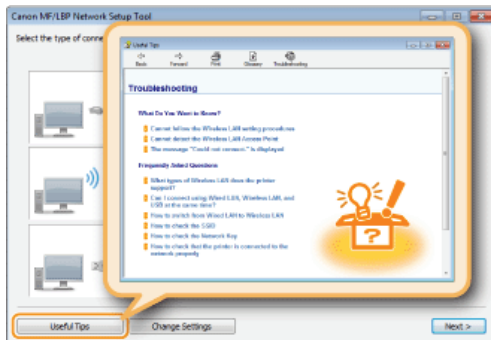 Canon MF/LBP Network Setup Tool
Select the type of conne
Useful Tips
Back Forward Print Glossary Troubleshooting
Troubleshooting
What Do You Want to Know?
Cannot follow the Wireless LAN setting procedures
Cannot detect the Wireless LAN Access Point
The message "Could not connect." is displayed
Frequently Asked Questions
What types of Wireless LAN does the printer
support?
Can I connect using Wired LAN, Wireless LAN, and
USB at the same time?
How to switch from Wired LAN to Wireless LAN
How to check the SSID
How to check the Network Key
How to check that the printer is connected to the
network properly
?
Useful Tips
Change Settings
Next >